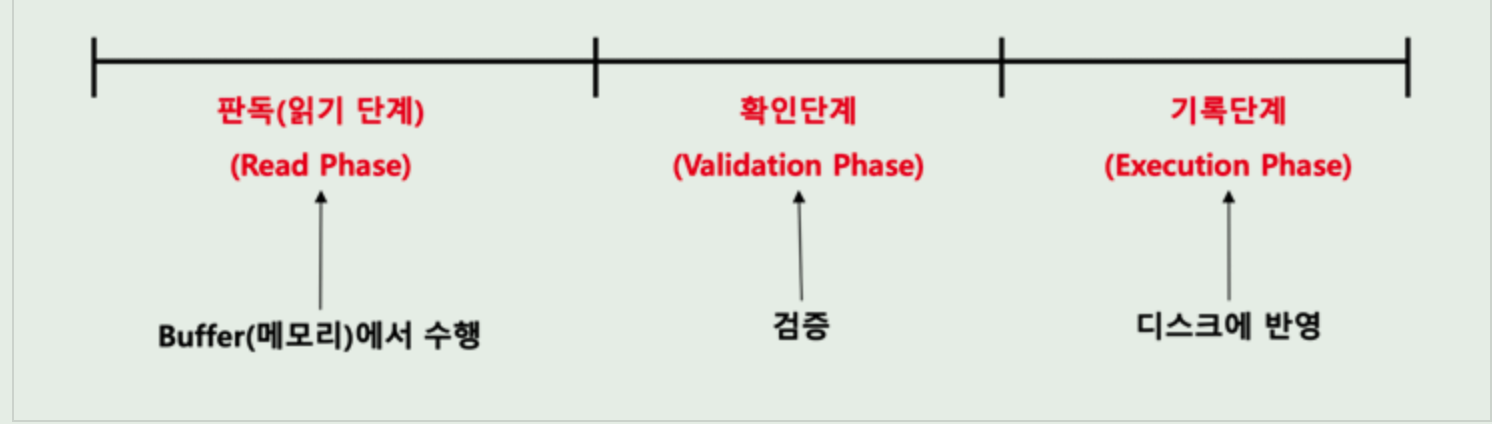 판독(읽기 단계)
(Read Phase)
확인단계
(Validation Phase)
기록단계
(Execution Phase)
Buffer(메모리)에서 수행
검증
디스크에 반영